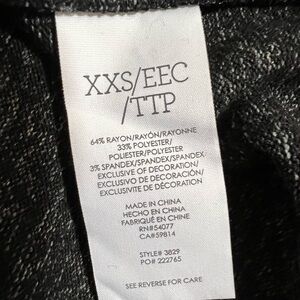 XXS/EEC
/TTP
64% RAYON/RAYÓN/RAYONNE
33% POLYESTER/
POLIÉSTER/POLYESTER
3% SPANDEX/SPANDEX/SPANDEX
EXCLUSIVE OF DECORATION/
EXCLUSIVO DE DECORACIÓN/
EXCLUSIVITE DE DÉCORATION
MADE IN CHINA
HECHO EN CHINA
FABRIQUÉ EN CHINE
RN#54077
CA#59814
STYLE# 3829
PO# 222765
SEE REVERSE FOR CARE